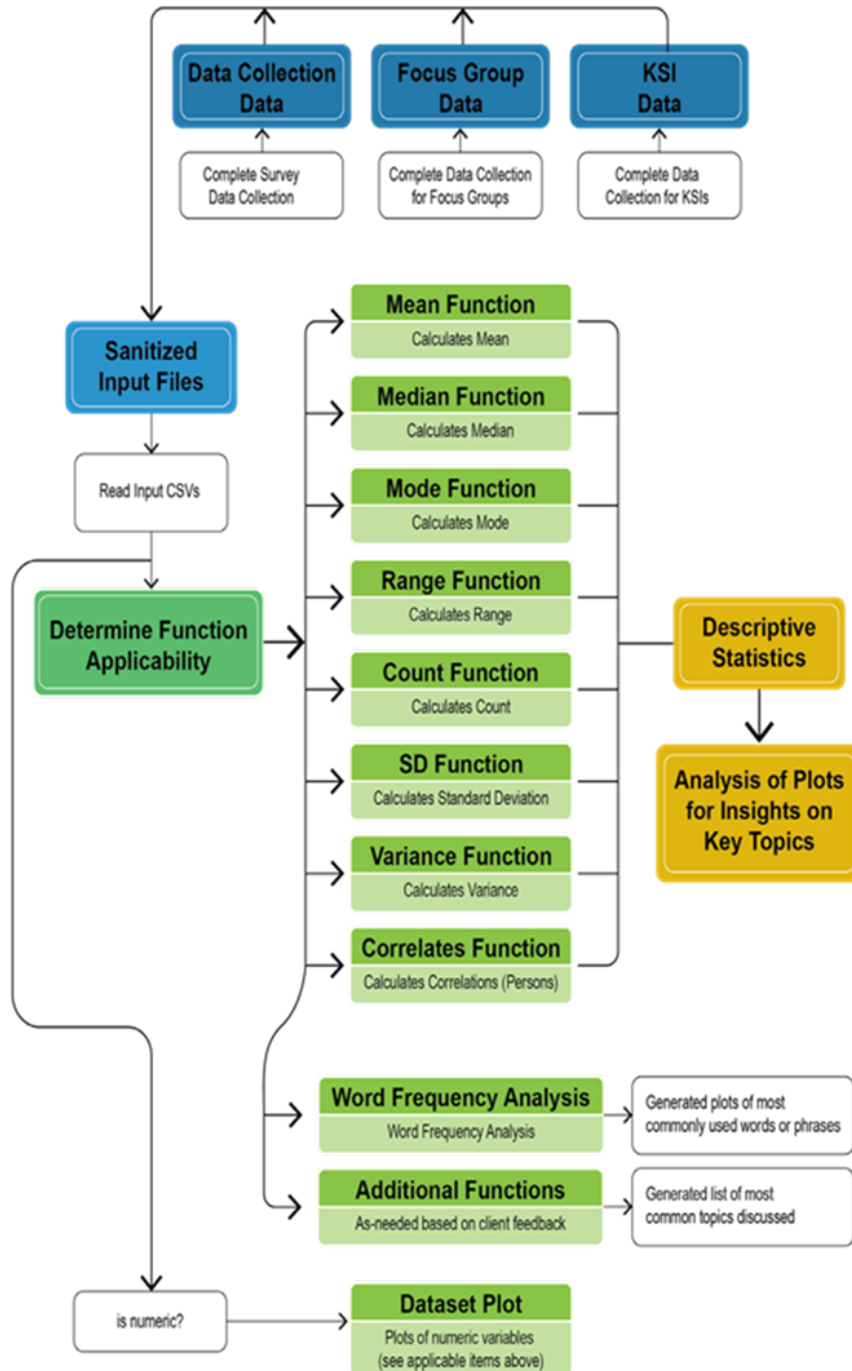 Data Collection
Data
Focus Group
Data
KSI
Data
Complete Survey
Data Collection
Complete Data Collection
for Focus Groups
Complete Data
Collection for KSIs
Sanitized
Input Files
Read Input CSVs
Determine Function
Applicability
Mean Function
Calculates Mean
Median Function
Calculates Median
Mode Function
Calculates Mode
Range Function
Calculates Range
Count Function
Calculates Count
SD Function
Calculates Standard Deviation
Variance Function
Calculates Variance
Correlates Function
Calculates Correlations (Persons)
Descriptive
Statistics
Analysis of Plots
for Insights on
Key Topics
Word Frequency Analysis
Word Frequency Analysis
Generated plots of most
commonly used words or phrases
Additional Functions
As-needed based on client feedback
Generated list of most
common topics discussed
is numeric?
Dataset Plot
Plots of numeric variables
(see applicable items above)